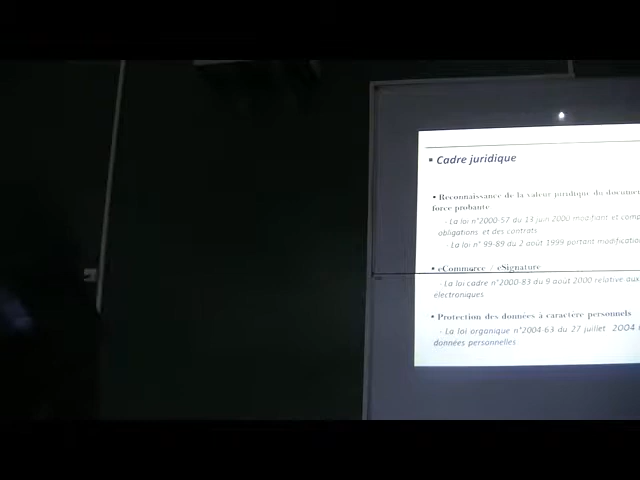 ▪ Cadre juridique
• Reconnaissance de la valeur juridique du
force probante
- La loi n°2000-57 du 13 juin 2000 modifiant et
obligations et des contrats
- La loi n° 99-89 du 2 août 1999 portant
• eCommerce / eSignature
- La loi cadre n°2000-83 du 9 aout 2000 relative aux
électroniques
• Protection des données à caractère personnels
- La loi organique n°2004-63 du 27 juillet 2004
données personnelles